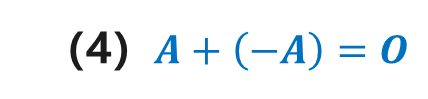 (4) A + (−A) = O